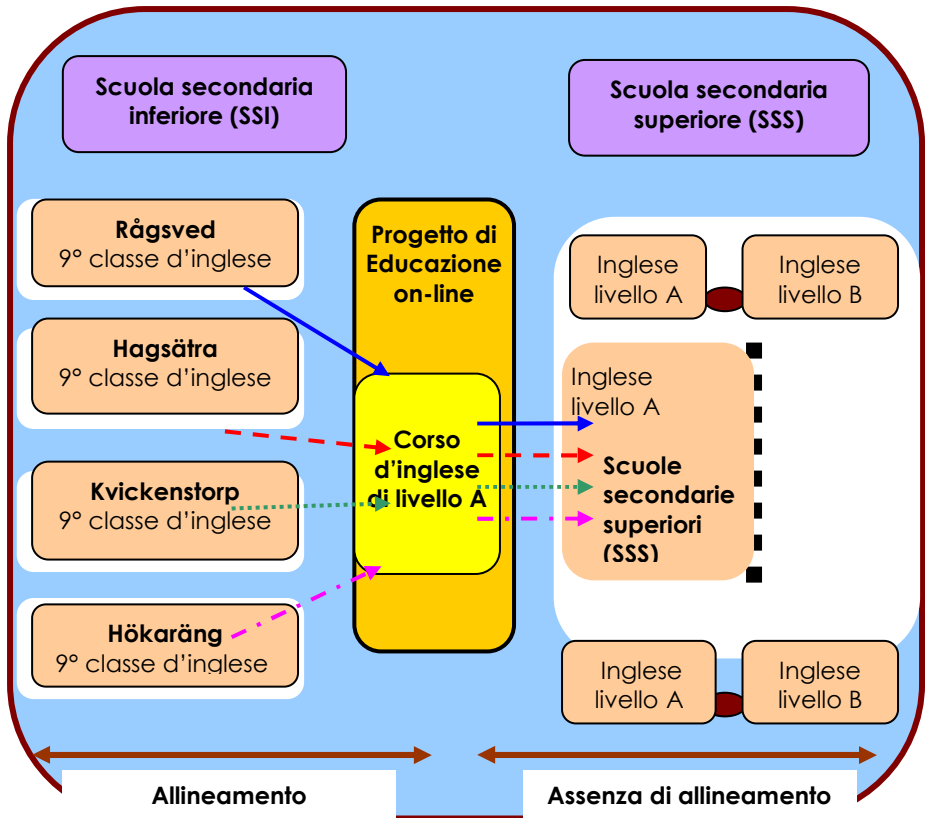 Scuola secondaria
inferiore (SSI)
Scuola secondaria
superiore (SSS)
Rågsved
9° classe d’inglese
Hagsätra
9° classe d’inglese
Kvickenstorp
9° classe d’inglese
Hökaräng
9° classe d’inglese
Progetto di
Educazione
on-line
Corso
d’inglese
di livello A
Inglese
livello A
Inglese
livello B
Inglese
livello A
Scuole
secondarie
superiori
(SSS)
Inglese
livello A
Inglese
livello B
Allineamento
Assenza di allineamento